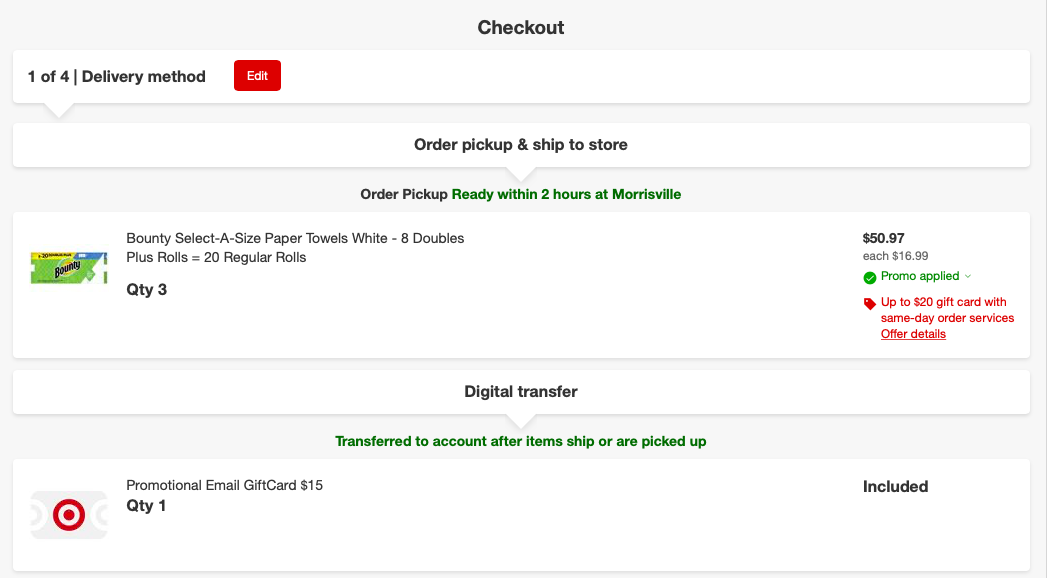 Checkout
1 of 4 | Delivery method
Edit
Order pickup & ship to store
Order Pickup Ready within 2 hours at Morrisville
Bounty Select-A-Size Paper Towels White - 8 Doubles
Plus Rolls = 20 Regular Rolls
Qty 3
Bounty
$50.97
each $16.99
Promo applied
Up to $20 gift card with
same-day order services
Offer details
Digital transfer
Transferred to account after items ship or are picked up
Promotional Email GiftCard $15
Qty 1
Included